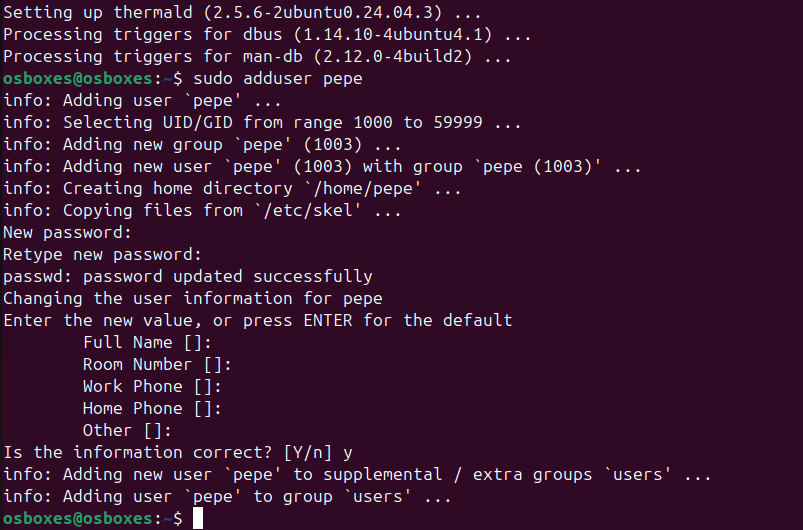 Setting up thermald (2.5.6-2ubuntu0.24.04.3) ...
Processing triggers for dbus (1.14.10-4ubuntu4.1) ...
Processing triggers for man-db (2.12.0-4build2) ...
osboxes@osboxes:~$ sudo adduser pepe
info: Adding user `pepe' ...
info: Selecting UID/GID from range 1000 to 59999 ...
info: Adding new group `pepe' (1003) ...
info: Adding new user `pepe' (1003) with group `pepe (1003)' ...
info: Creating home directory `/home/pepe' ...
info: Copying files from `/etc/skel' ...
New password:
Retype new password:
passwd: password updated successfully
Changing the user information for pepe
Enter the new value, or press ENTER for the default
        Full Name []:
        Room Number []:
        Work Phone []:
        Home Phone []:
        Other []:
Is the information correct? [Y/n] y
info: Adding new user `pepe' to supplemental / extra groups `users' ...
info: Adding user `pepe' to group `users' ...
osboxes@osboxes:~$